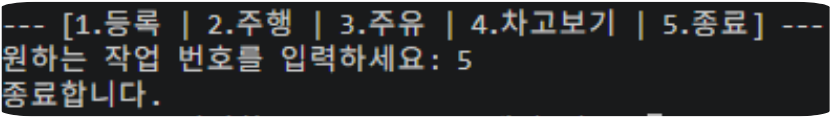 --- [1.등록 | 2.주행 | 3.주유 | 4.차고보기 | 5.종료] ---
원하는 작업 번호를 입력하세요: 5
종료합니다.